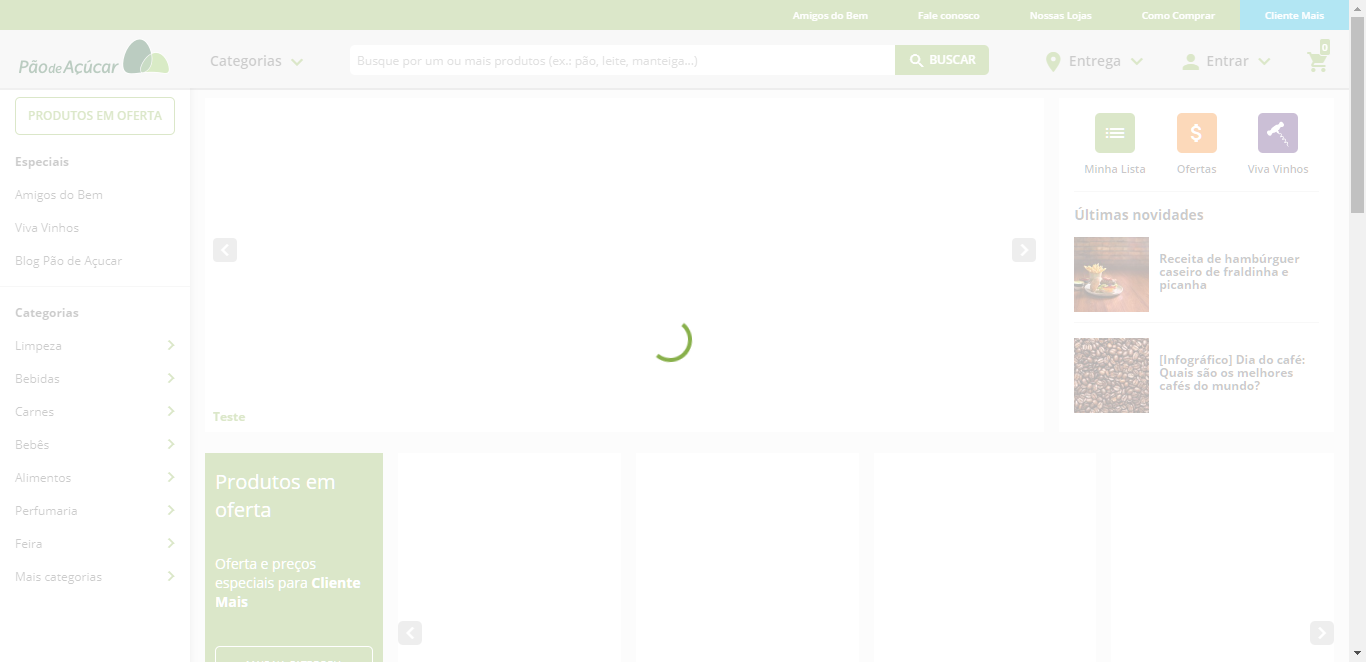 Amigos do Bem
Fale conosco
Nossas Lojas
Como Comprar
Cliente Mais
Pão de Açúcar
Categorias
Busque por um ou mais produtos (ex.: pão, leite, manteiga...)
BUSCAR
Entrega
Entrar
0
PRODUTOS EM OFERTA
Especiais
Amigos do Bem
Viva Vinhos
Blog Pão de Açucar
Categorias
Limpeza
Bebidas
Carnes
Bebês
Alimentos
Perfumaria
Feira
Mais categorias
Teste
Minha Lista
Ofertas
Viva Vinhos
Últimas novidades
Receita de hambúrguer
caseiro de fraldinha e
picanha
[Infográfico] Dia do café:
Quais são os melhores
cafés do mundo?
Produtos em
oferta
Oferta e preços
especiais para Cliente
Mais